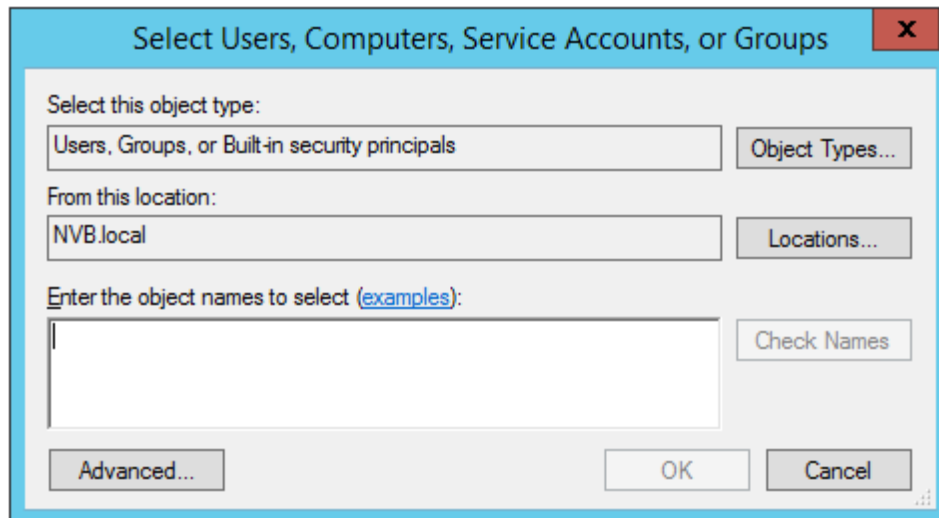 Select Users, Computers, Service Accounts, or Groups
x
Select this object type:
Users, Groups, or Built-in security principals
Object Types...
From this location:
NVB.local
Locations...
Enter the object names to select (examples):
Check Names
Advanced...
OK
Cancel